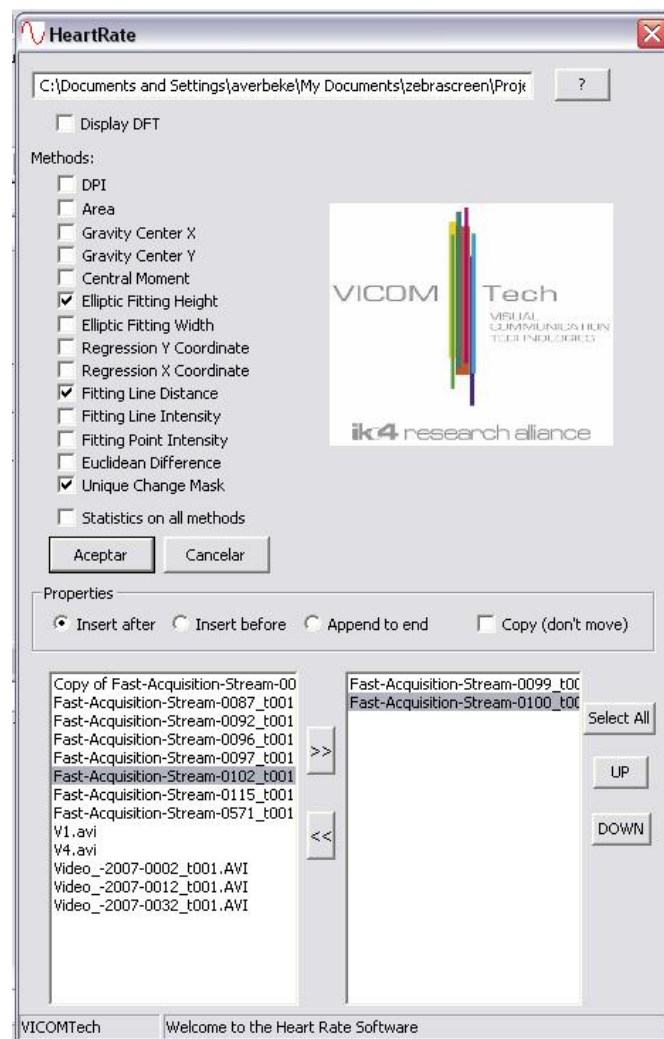 HeartRate
C:\Documents and Settings\averbeke\My Documents\zebrascreen\Proje
?
Display DFT
Methods:
DPI
Area
Gravity Center X
Gravity Center Y
Central Moment
Elliptic Fitting Height
Elliptic Fitting Width
Regression Y Coordinate
Regression X Coordinate
Fitting Line Distance
Fitting Line Intensity
Fitting Point Intensity
Euclidean Difference
Unique Change Mask
Statistics on all methods
VICOM Tech
VISUAL
COMMUNICATION
TECHNOLOGIES
ik4 research alliance
Aceptar Cancelar
Properties
Insert after Insert before Append to end Copy (don't move)
Copy of Fast-Acquisition-Stream-00
Fast-Acquisition-Stream-0087_t001
Fast-Acquisition-Stream-0092_t001
Fast-Acquisition-Stream-0096_t001
Fast-Acquisition-Stream-0097_t001
Fast-Acquisition-Stream-0102_t001
Fast-Acquisition-Stream-0115_t001
Fast-Acquisition-Stream-0571_t001
V1.avi
V4.avi
Video_-2007-0002_t001.AVI
Video_-2007-0012_t001.AVI
Video_-2007-0032_t001.AVI
>>
<<
Fast-Acquisition-Stream-0099_t00
Fast-Acquisition-Stream-0100_t00
Select All
UP
DOWN
VICOMTech Welcome to the Heart Rate Software